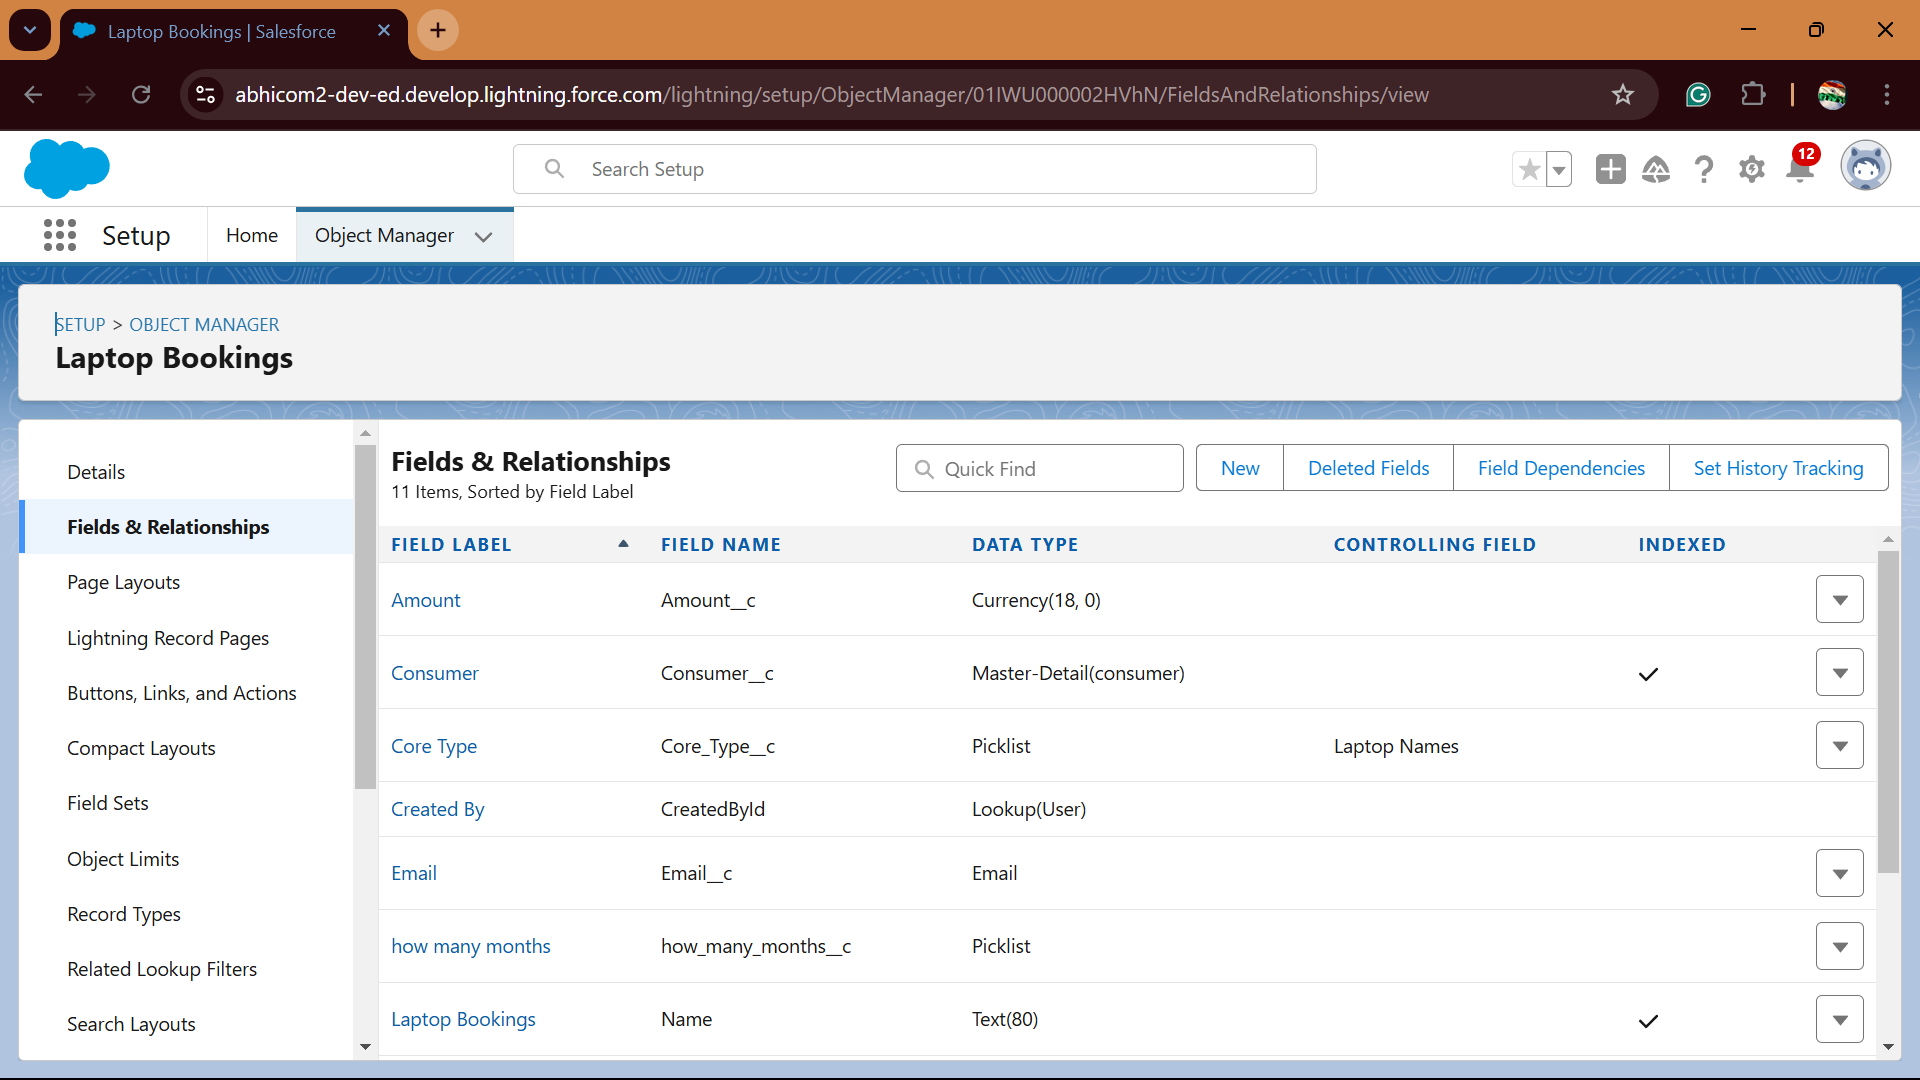 Laptop Bookings | Salesforce
abhicom2-dev-ed.develop.lightning.force.com/lightning/setup/ObjectManager/01IWU000002HVhN/FieldsAndRelationships/view
Search Setup
12
Setup
Home
Object Manager
SETUP > OBJECT MANAGER
Laptop Bookings
Details
Fields & Relationships
Page Layouts
Lightning Record Pages
Buttons, Links, and Actions
Compact Layouts
Field Sets
Object Limits
Record Types
Related Lookup Filters
Search Layouts
Fields & Relationships
11 Items, Sorted by Field Label
Quick Find
New
Deleted Fields
Field Dependencies
Set History Tracking
FIELD LABEL FIELD NAME DATA TYPE CONTROLLING FIELD INDEXED
Amount Amount__c Currency(18, 0)
Consumer Consumer__c Master-Detail(consumer)
Core Type Core_Type__c Picklist Laptop Names
Created By CreatedById Lookup(User)
Email Email__c Email
how many months how_many_months__c Picklist
Laptop Bookings Name Text(80)